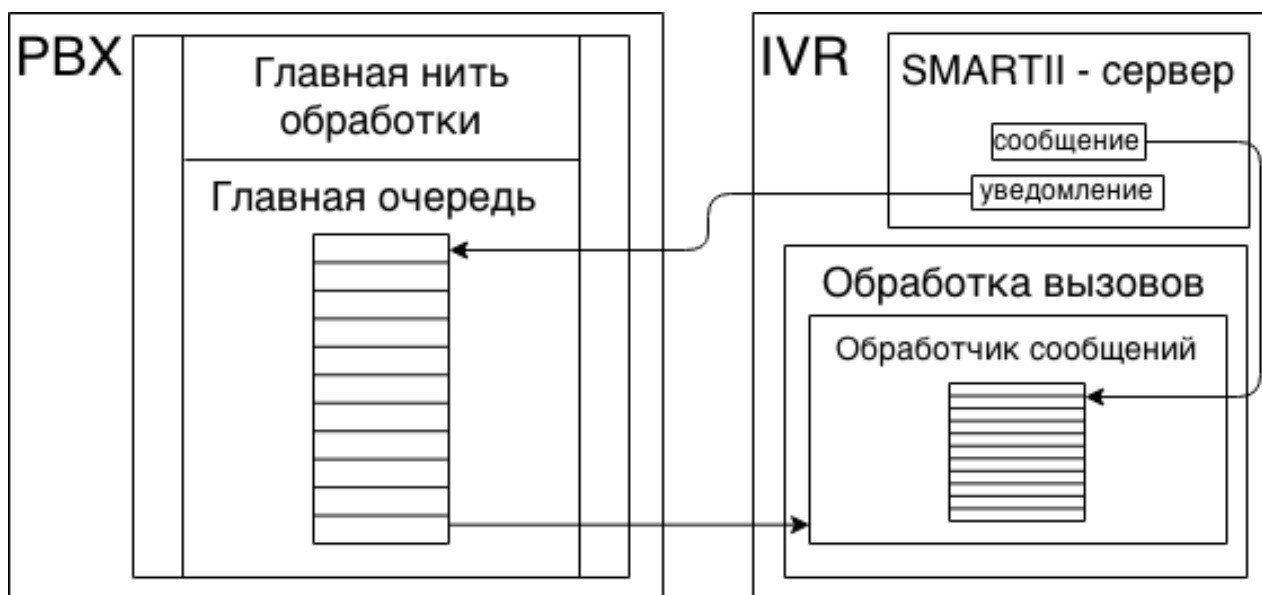 PBX
Главная нить
обработки
Главная очередь
IVR
SMARTII - сервер
сообщение
уведомление
Обработка вызовов
Обработчик сообщений